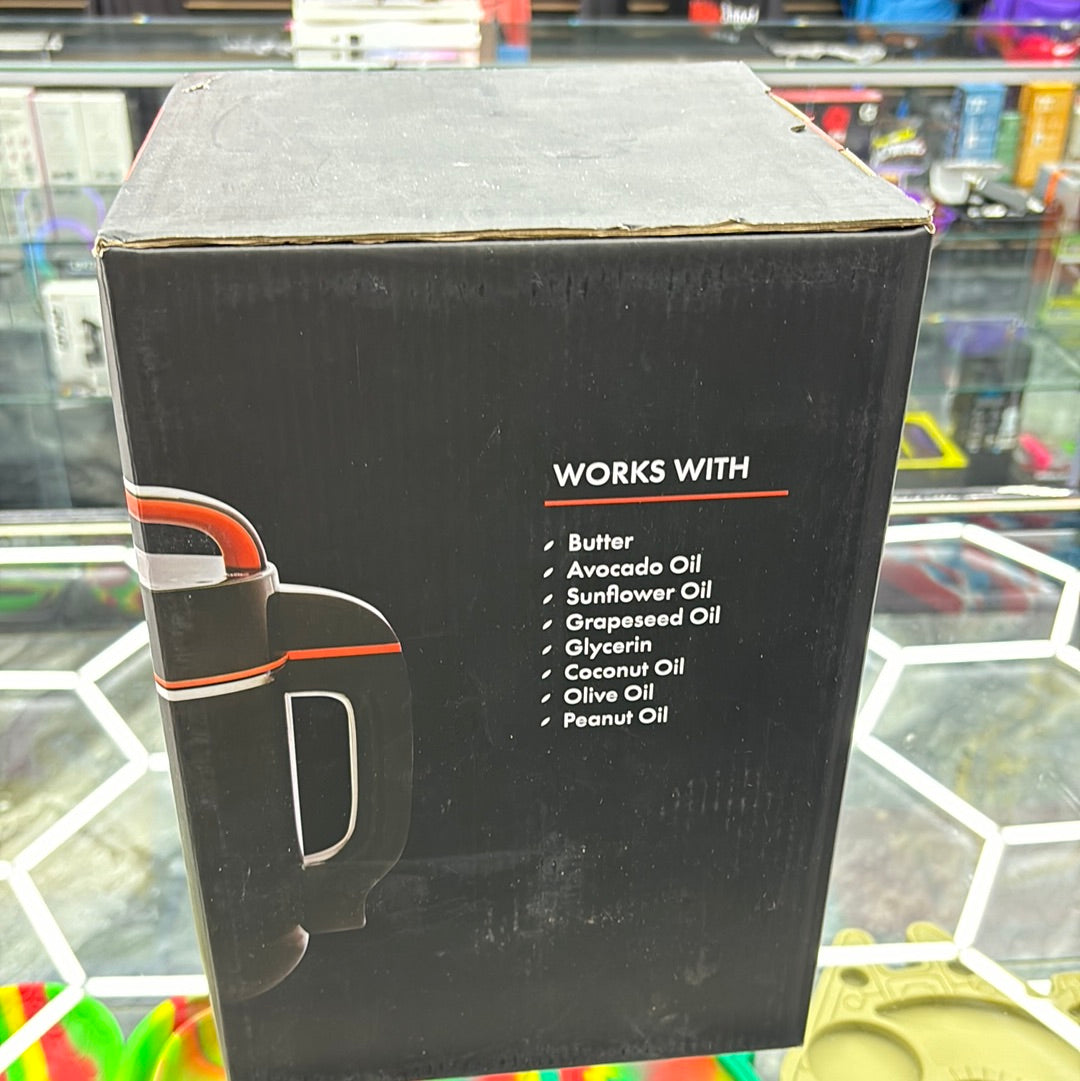 WORKS WITH
Butter
Avocado Oil
Sunflower Oil
Grapeseed Oil
Glycerin
Coconut Oil
Olive Oil
Peanut Oil